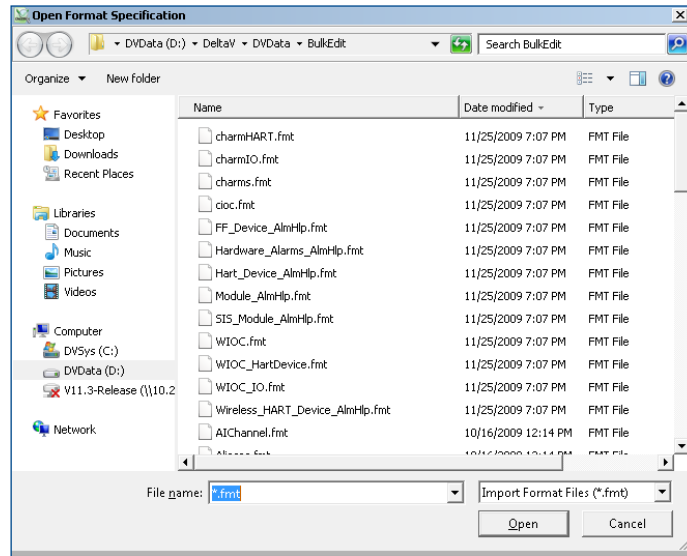 Open Format Specification
DVData (D:) DeltaV DVData BulkEdit
Search BulkEdit
Organize New folder
Favorites
Desktop
Downloads
Recent Places
Libraries
Documents
Music
Pictures
Videos
Computer
DVSys (C:)
DVData (D:)
V11.3-Release (\\10.2
Network
Name Date modified Type
charmHART.fmt 11/25/2009 7:07 PM FMT File
charmIO.fmt 11/25/2009 7:07 PM FMT File
charms.fmt 11/25/2009 7:07 PM FMT File
cioc.fmt 11/25/2009 7:07 PM FMT File
FF_Device_AlmHlp.fmt 11/25/2009 7:07 PM FMT File
Hardware_Alarms_AlmHlp.fmt 11/25/2009 7:07 PM FMT File
Hart_Device_AlmHlp.fmt 11/25/2009 7:07 PM FMT File
Module_AlmHlp.fmt 11/25/2009 7:07 PM FMT File
SIS_Module_AlmHlp.fmt 11/25/2009 7:07 PM FMT File
WIOC.fmt 11/25/2009 7:07 PM FMT File
WIOC_HartDevice.fmt 11/25/2009 7:07 PM FMT File
WIOC_IO.fmt 11/25/2009 7:07 PM FMT File
Wireless_HART_Device_AlmHlp.fmt 11/25/2009 7:07 PM FMT File
AIChannel.fmt 10/16/2009 12:14 PM FMT File
File name: *.fmt
Import Format Files (*.fmt)
Open Cancel